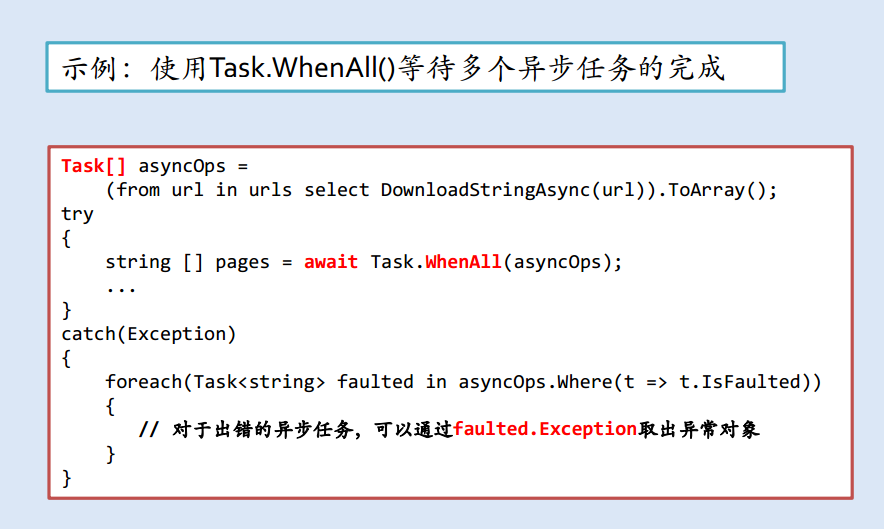 示例：使用Task.WhenAll()等待多个异步任务的完成
Task[] asyncOps =
    (from url in urls select DownloadStringAsync(url)).ToArray();
try
{
    string [] pages = await Task.WhenAll(asyncOps);
    ...
}
catch(Exception)
{
    foreach(Task<string> faulted in asyncOps.Where(t => t.IsFaulted))
    {
       // 对于出错的异步任务，可以通过faulted.Exception取出异常对象
    }
}